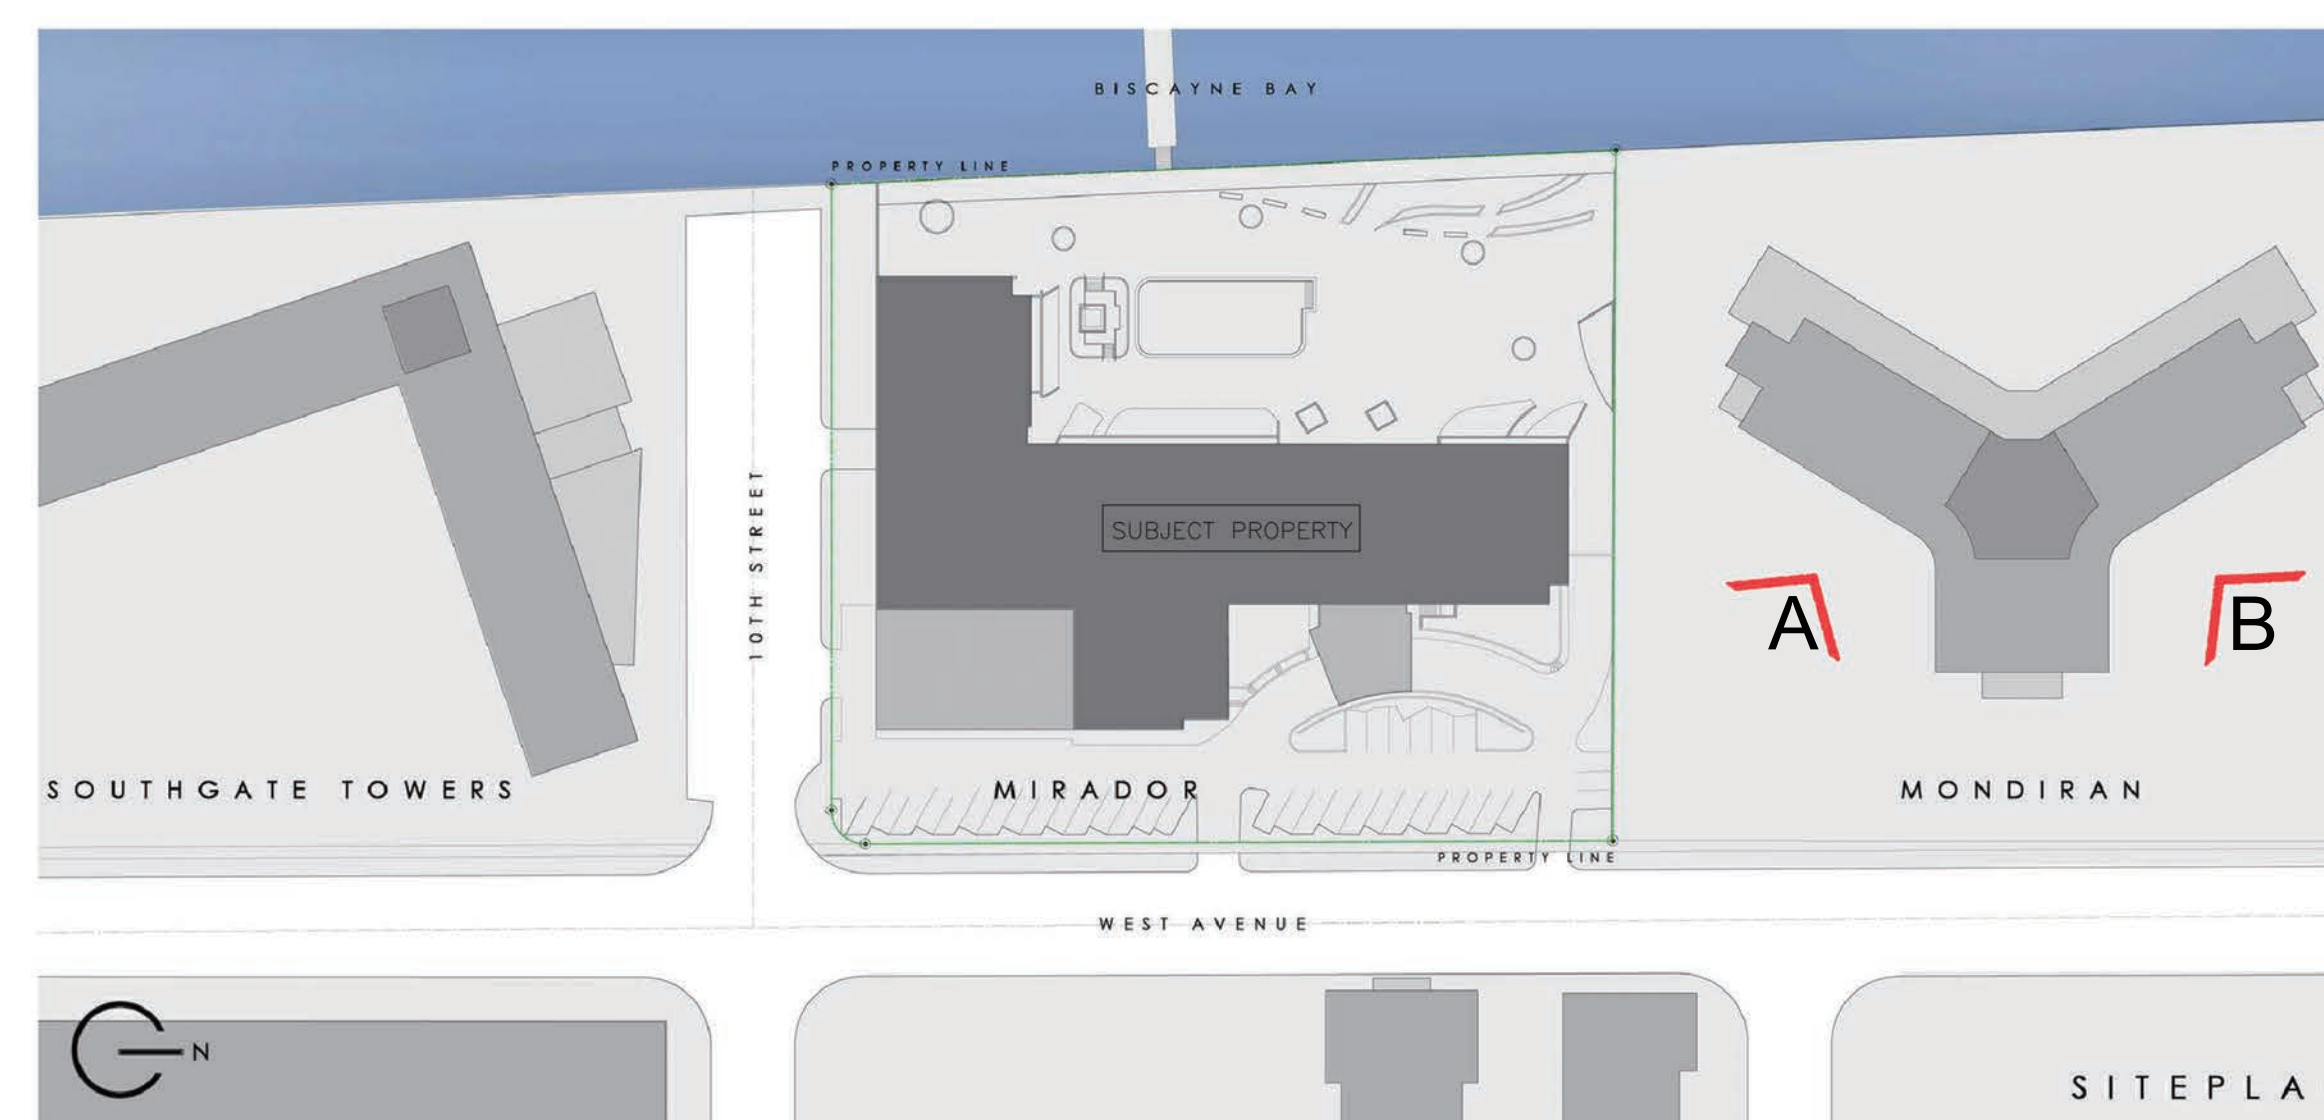 BISCAYNE BAY
PROPERTY LINE
10TH STREET
SUBJECT PROPERTY
A
B
SOUTHGATE TOWERS
MIRADOR
MONDIRAN
PROPERTY LINE
WEST AVENUE
N
SITEPLA